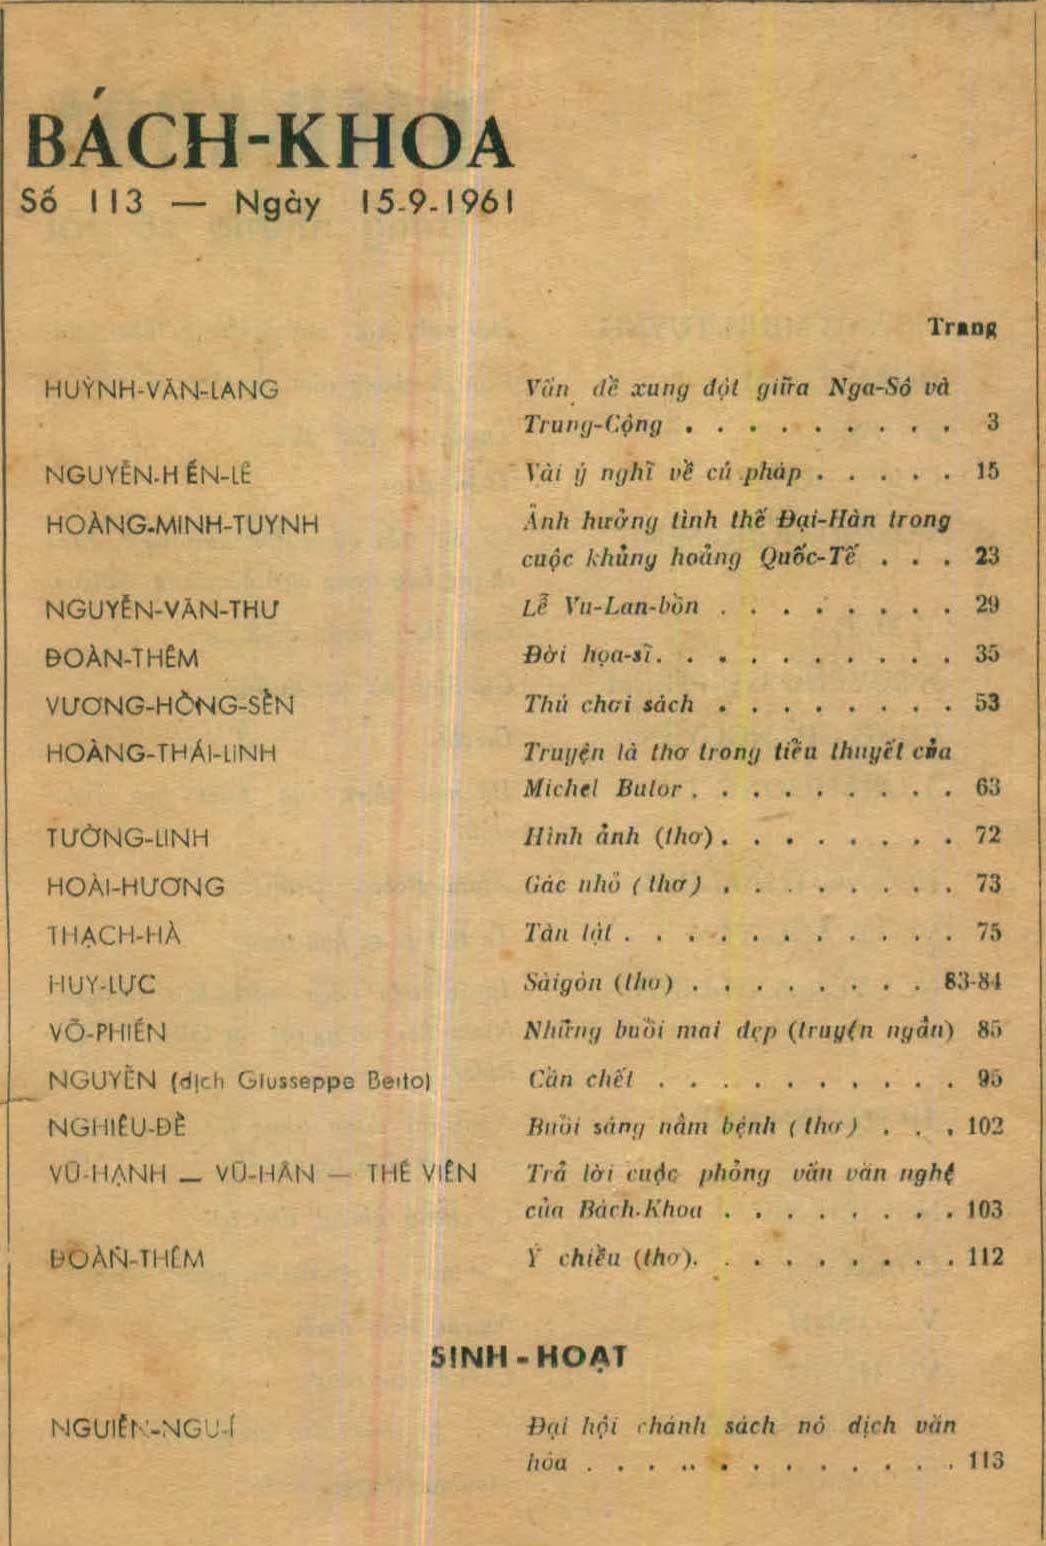 BÁCH-KHOA
Số 113 — Ngày 15-9-1961
Trang
HUỲNH-VĂN-LANG Vấn đề xung đột giữa Nga-Sô và
Trung-Cộng . . . . . . . . . 3
NGUYỄN-HIẾN-LÊ Vài ý nghĩ về cú pháp . . . . . 15
HOÀNG-MINH-TUYNH Ảnh hưởng tình thế Đại-Hàn trong
cuộc khủng hoảng Quốc-Tế . . . 23
NGUYỄN-VĂN-THƯ Lễ Vu-Lan-bồn . . . . . . . . 29
ĐOÀN-THÊM Đời họa-sĩ. . . . . . . . . . 35
VƯƠNG-HỒNG-SỀN Thú chơi sách . . . . . . . . 53
HOÀNG-THÁI-LINH Truyện là thơ trong tiểu thuyết của
Michel Butor . . . . . . . . . 63
TƯỜNG-LINH Hình ảnh (thơ) . . . . . . . . 72
HOÀI-HƯƠNG Gác nhỏ (thơ) . . . . . . . . 73
THẠCH-HÀ Tàn tật . . . . . . . . . . . 75
HUY-LỰC Sàigòn (thơ) . . . . . . . . 83-84
VÕ-PHIẾN Những buổi mai đẹp (truyện ngắn) 85
NGUYỄN (dịch Giusseppe Berto) Cắn chết . . . . . . . . . . 95
NGHIÊU-ĐỀ Buổi sáng nằm bệnh (thơ) . . . 102
VŨ-HẠNH — VŨ-HÂN — THẾ VIÊN Trả lời cuộc phỏng vấn văn nghệ
của Bách-Khoa . . . . . . . . 103
ĐOÀN-THÊM Ý chiều (thơ). . . . . . . . . 112
SINH-HOẠT
NGUIỄN-NGU-Í Đại hội chánh sách nô dịch văn
hóa . . . . . . . . . . . . 113